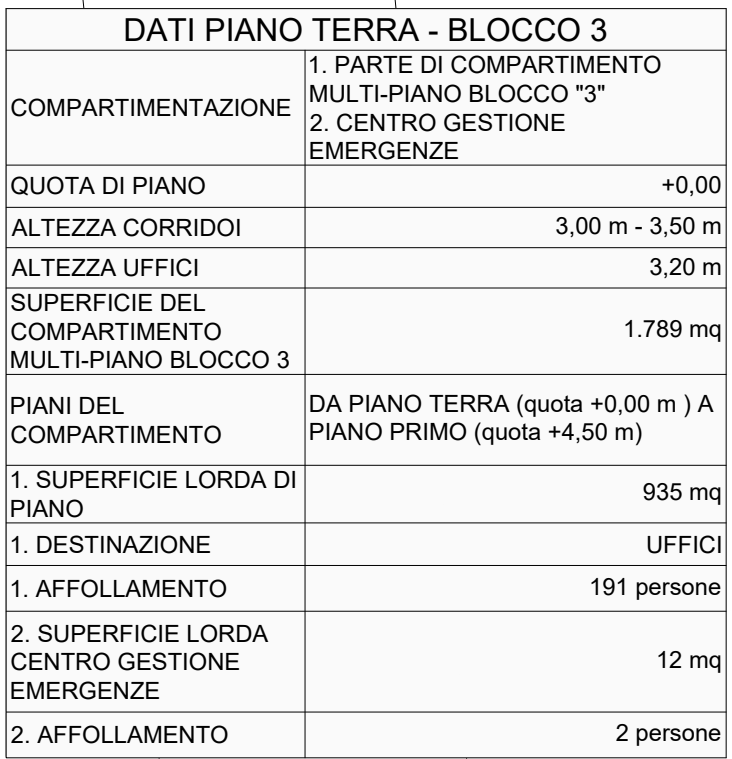 DATI PIANO TERRA - BLOCCO 3
COMPARTIMENTAZIONE
1. PARTE DI COMPARTIMENTO
MULTI-PIANO BLOCCO "3"
2. CENTRO GESTIONE
EMERGENZE
QUOTA DI PIANO
+0,00
ALTEZZA CORRIDOI
3,00 m - 3,50 m
ALTEZZA UFFICI
3,20 m
SUPERFICIE DEL
COMPARTIMENTO
MULTI-PIANO BLOCCO 3
1.789 mq
PIANI DEL
COMPARTIMENTO
DA PIANO TERRA (quota +0,00 m ) A
PIANO PRIMO (quota +4,50 m)
1. SUPERFICIE LORDA DI
PIANO
935 mq
1. DESTINAZIONE
UFFICI
1. AFFOLLAMENTO
191 persone
2. SUPERFICIE LORDA
CENTRO GESTIONE
EMERGENZE
12 mq
2. AFFOLLAMENTO
2 persone